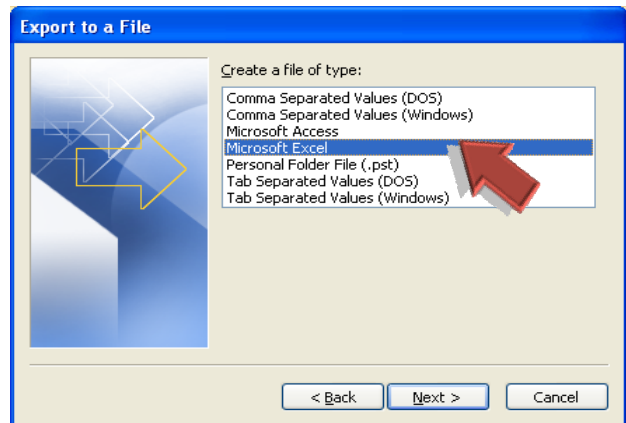 Export to a File
Create a file of type:
Comma Separated Values (DOS)
Comma Separated Values (Windows)
Microsoft Access
Microsoft Excel
Personal Folder File (.pst)
Tab Separated Values (DOS)
Tab Separated Values (Windows)
< Back Next > Cancel